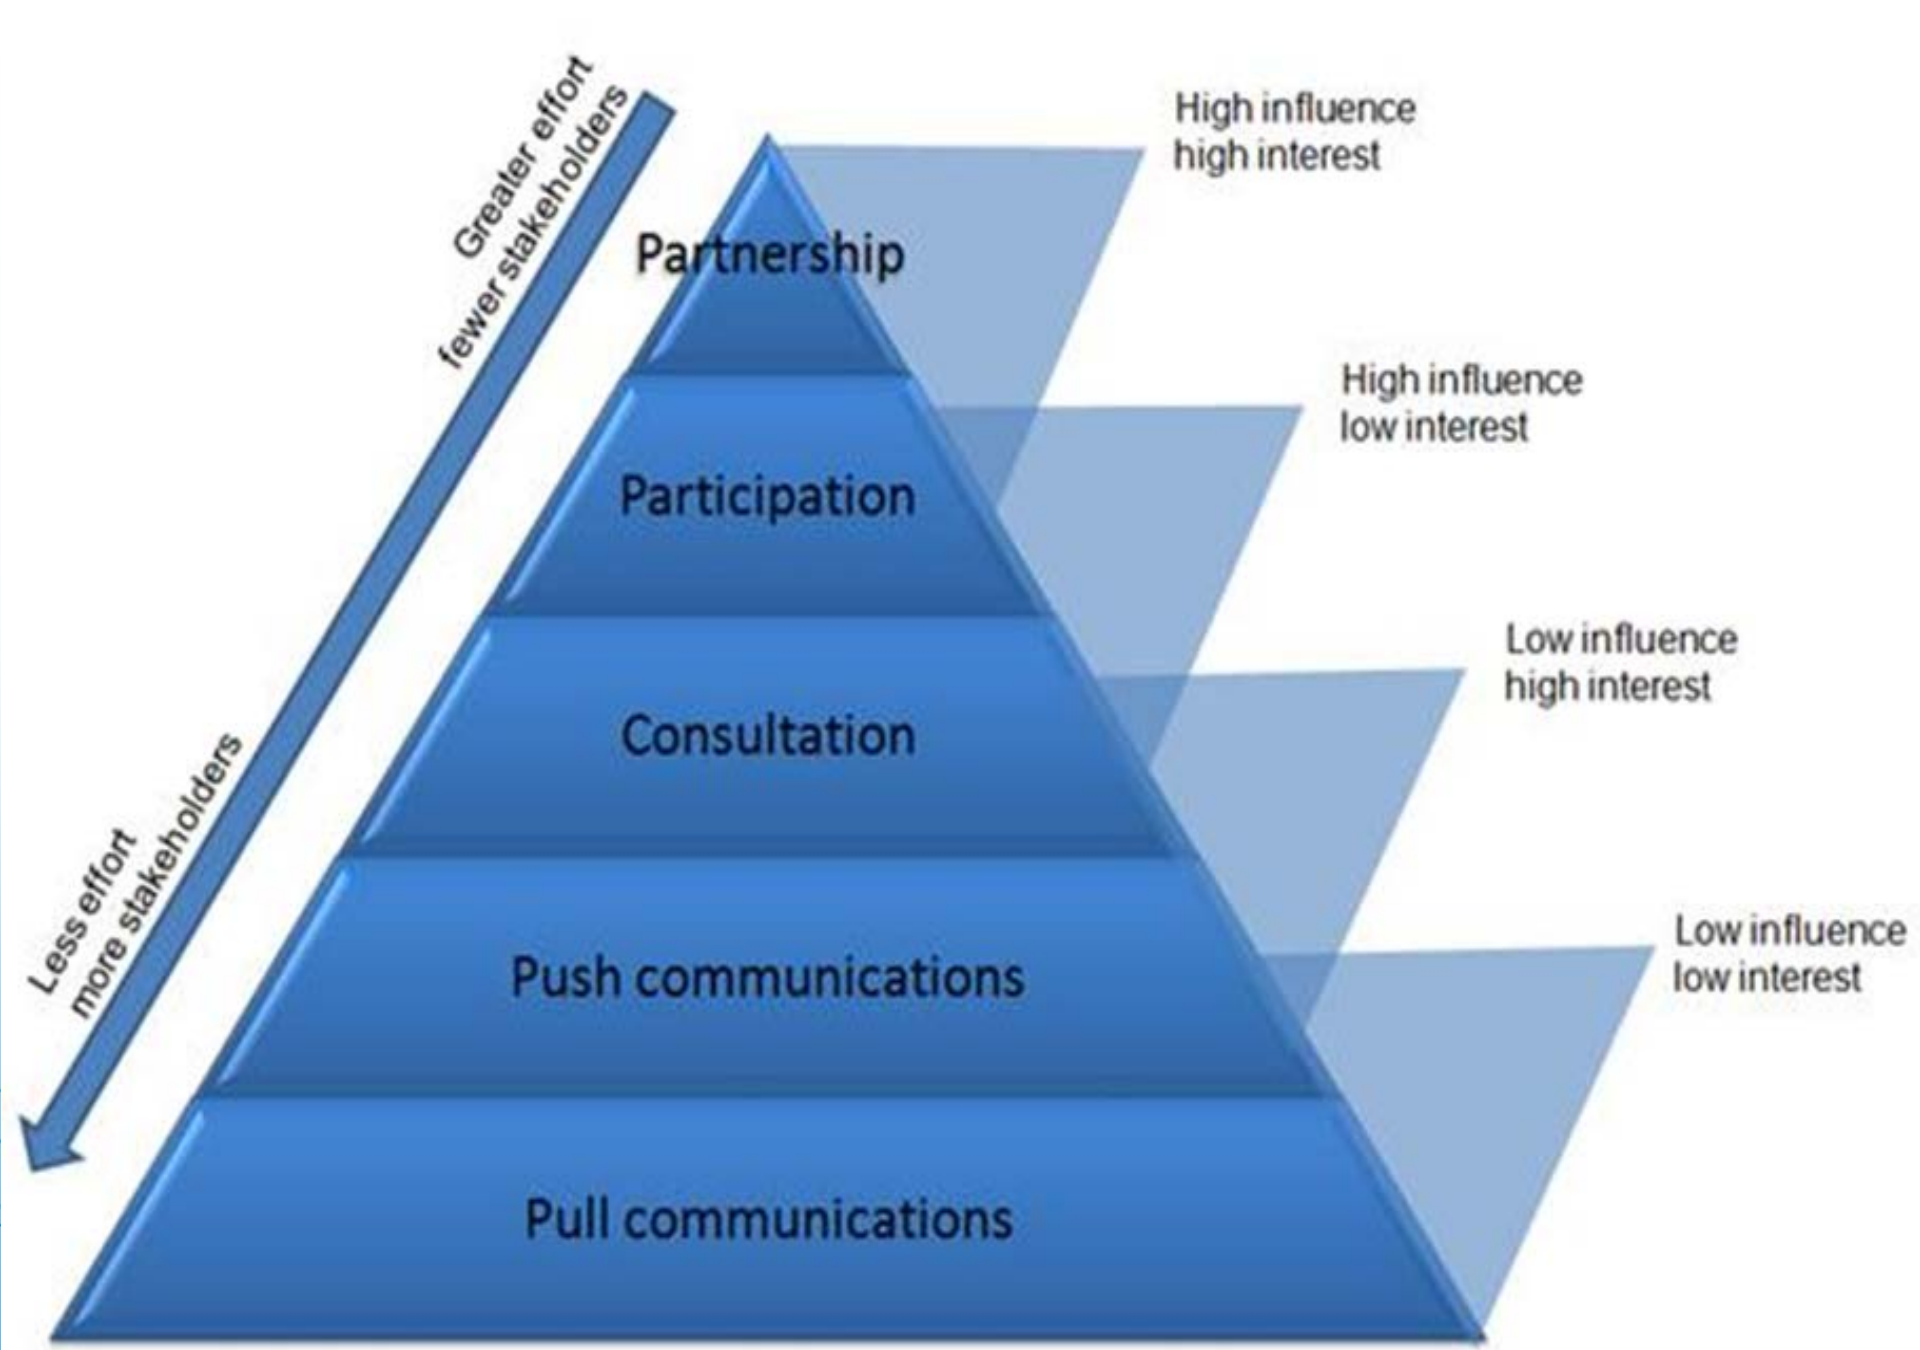 Greater effort
fewer stakeholders
High influence
high interest
Partnership
High influence
low interest
Participation
Low influence
high interest
Consultation
Less effort
more stakeholders
Low influence
low interest
Push communications
Pull communications